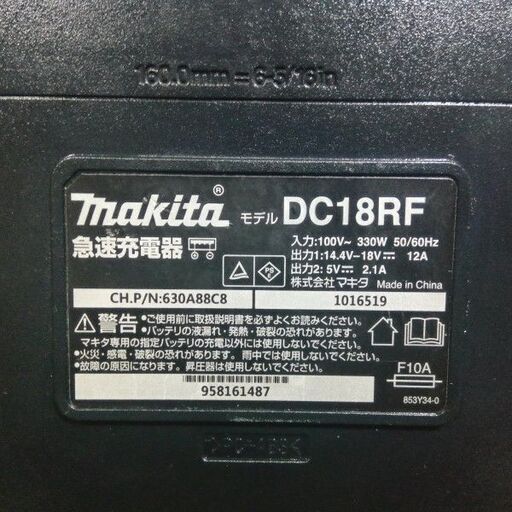 160.0mm=6-5/16in
makita® モデル DC18RF
急速充電器
入力:100V~ 330W 50/60Hz
出力1:14.4V⎓18V⎓ 12A
出力2: 5V⎓ 2.1A
株式会社マキタ Made in China
PS E
CH.P/N:630A88C8 1016519
⚠警告
●ご使用前に取扱説明書を必ずよくお読みください。
●バッテリの液漏れ・発熱・破裂の恐れがあります。
マキタ専用の指定バッテリの充電以外には使用しないでください。
●火災・感電・破裂の恐れがあります。雨中では使用しないでください。
●故障の原因になります。昇圧器は使用しないでください。
F10A
958161487
853Y34-0